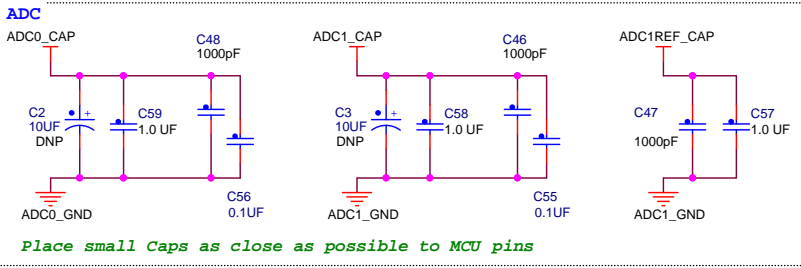 ADC
ADC0_CAP
C48
1000pF
C2
10UF
DNP
+
C59
1.0 UF
C56
0.1UF
ADC0_GND
ADC1_CAP
C46
1000pF
C3
10UF
DNP
+
C58
1.0 UF
C55
0.1UF
ADC1_GND
ADC1REF_CAP
C47
1000pF
C57
1.0 UF
ADC1_GND
Place small Caps as close as possible to MCU pins